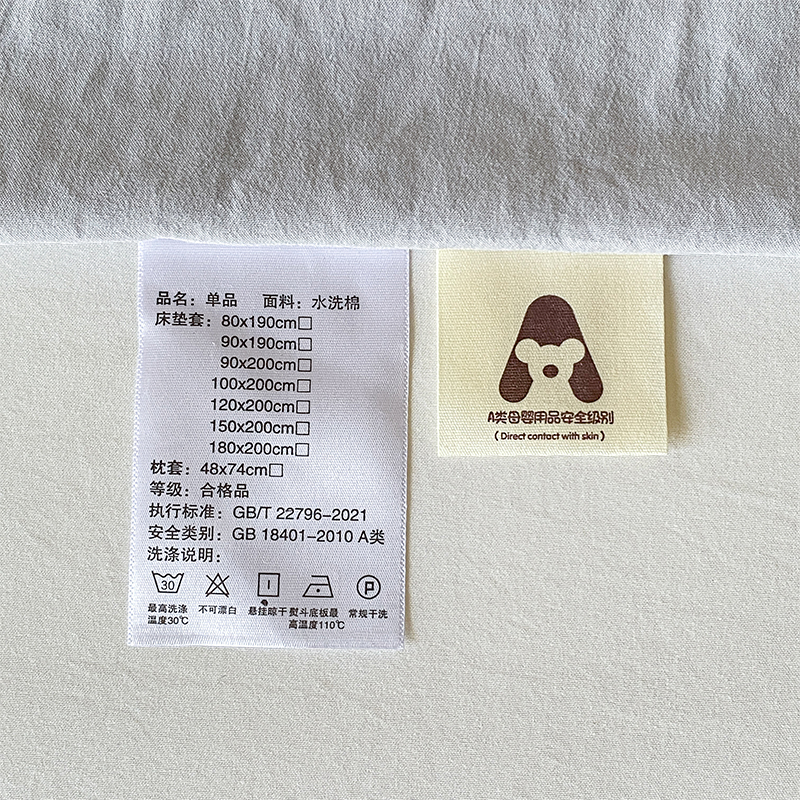 品名：单品 面料：水洗棉
床垫套：80x190cm□
90x190cm□
90x200cm□
100x200cm□
120x200cm□
150x200cm□
180x200cm□
枕套：48x74cm□
等级：合格品
执行标准：GB/T 22796-2021
安全类别：GB 18401-2010 A类
洗涤说明：
30
P
最高洗涤 不可漂白 悬挂晾干 熨斗底板最 常规干洗
温度30℃ 高温度110℃
A类母婴用品安全级别
( Direct contact with skin )